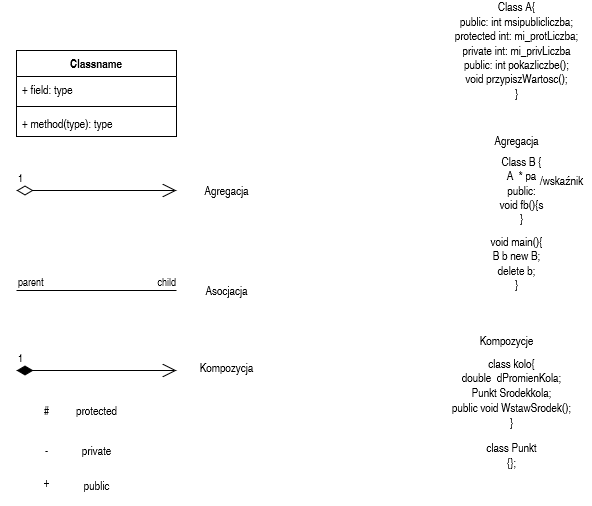 Classname
+ field: type
+ method(type): type
1
Agregacja
parent child
Asocjacja
1
Kompozycja
# protected
- private
+ public
Class A{
public: int msipublicliczba;
protected int: mi_protLiczba;
private int: mi_privLiczba
public: int pokazliczbe();
void przypiszWartosc();
}
Agregacja
Class B {
A * pa /wskaźnik
public:
void fb(){s
}
void main(){
B b new B;
delete b;
}
Kompozycje
class kolo{
double dPromienKola;
Punkt Srodekkola;
public void WstawSrodek();
}
class Punkt
{};